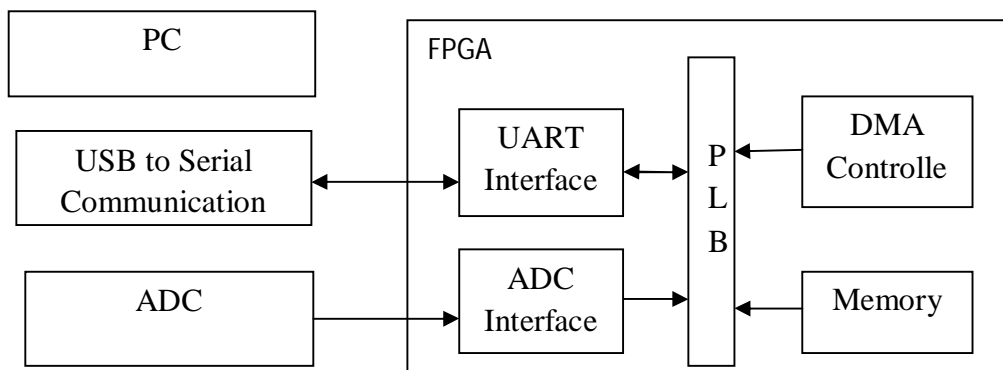 PC
FPGA
USB to Serial
Communication
UART
Interface
P
L
B
DMA
Controlle
ADC
ADC
Interface
Memory